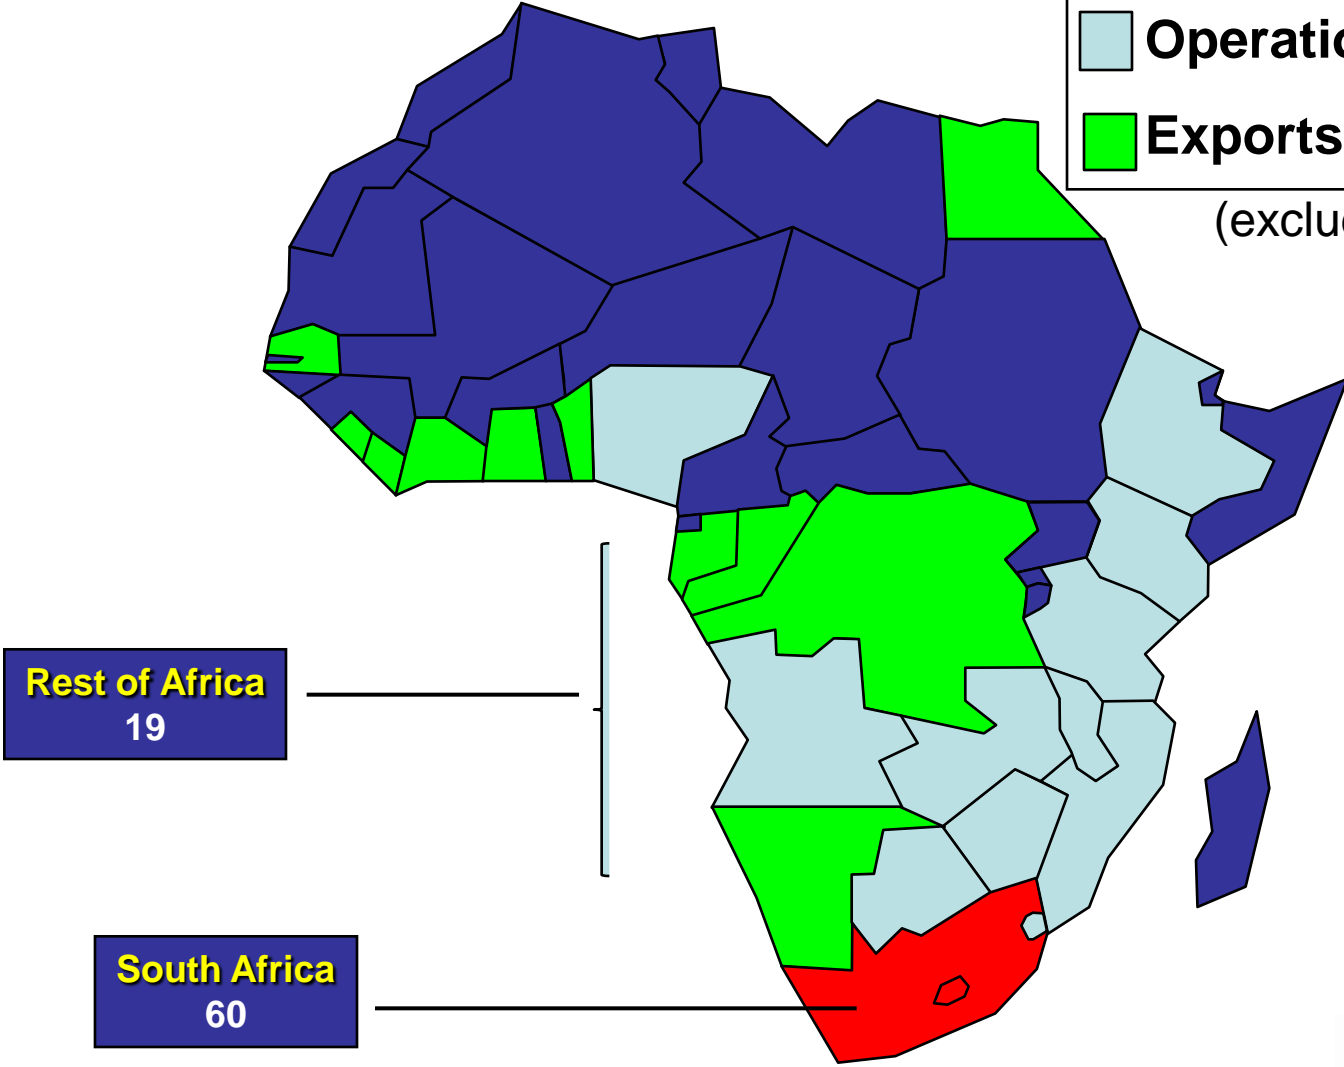 Operatio
Exports
(exclu
Rest of Africa
19
South Africa
60